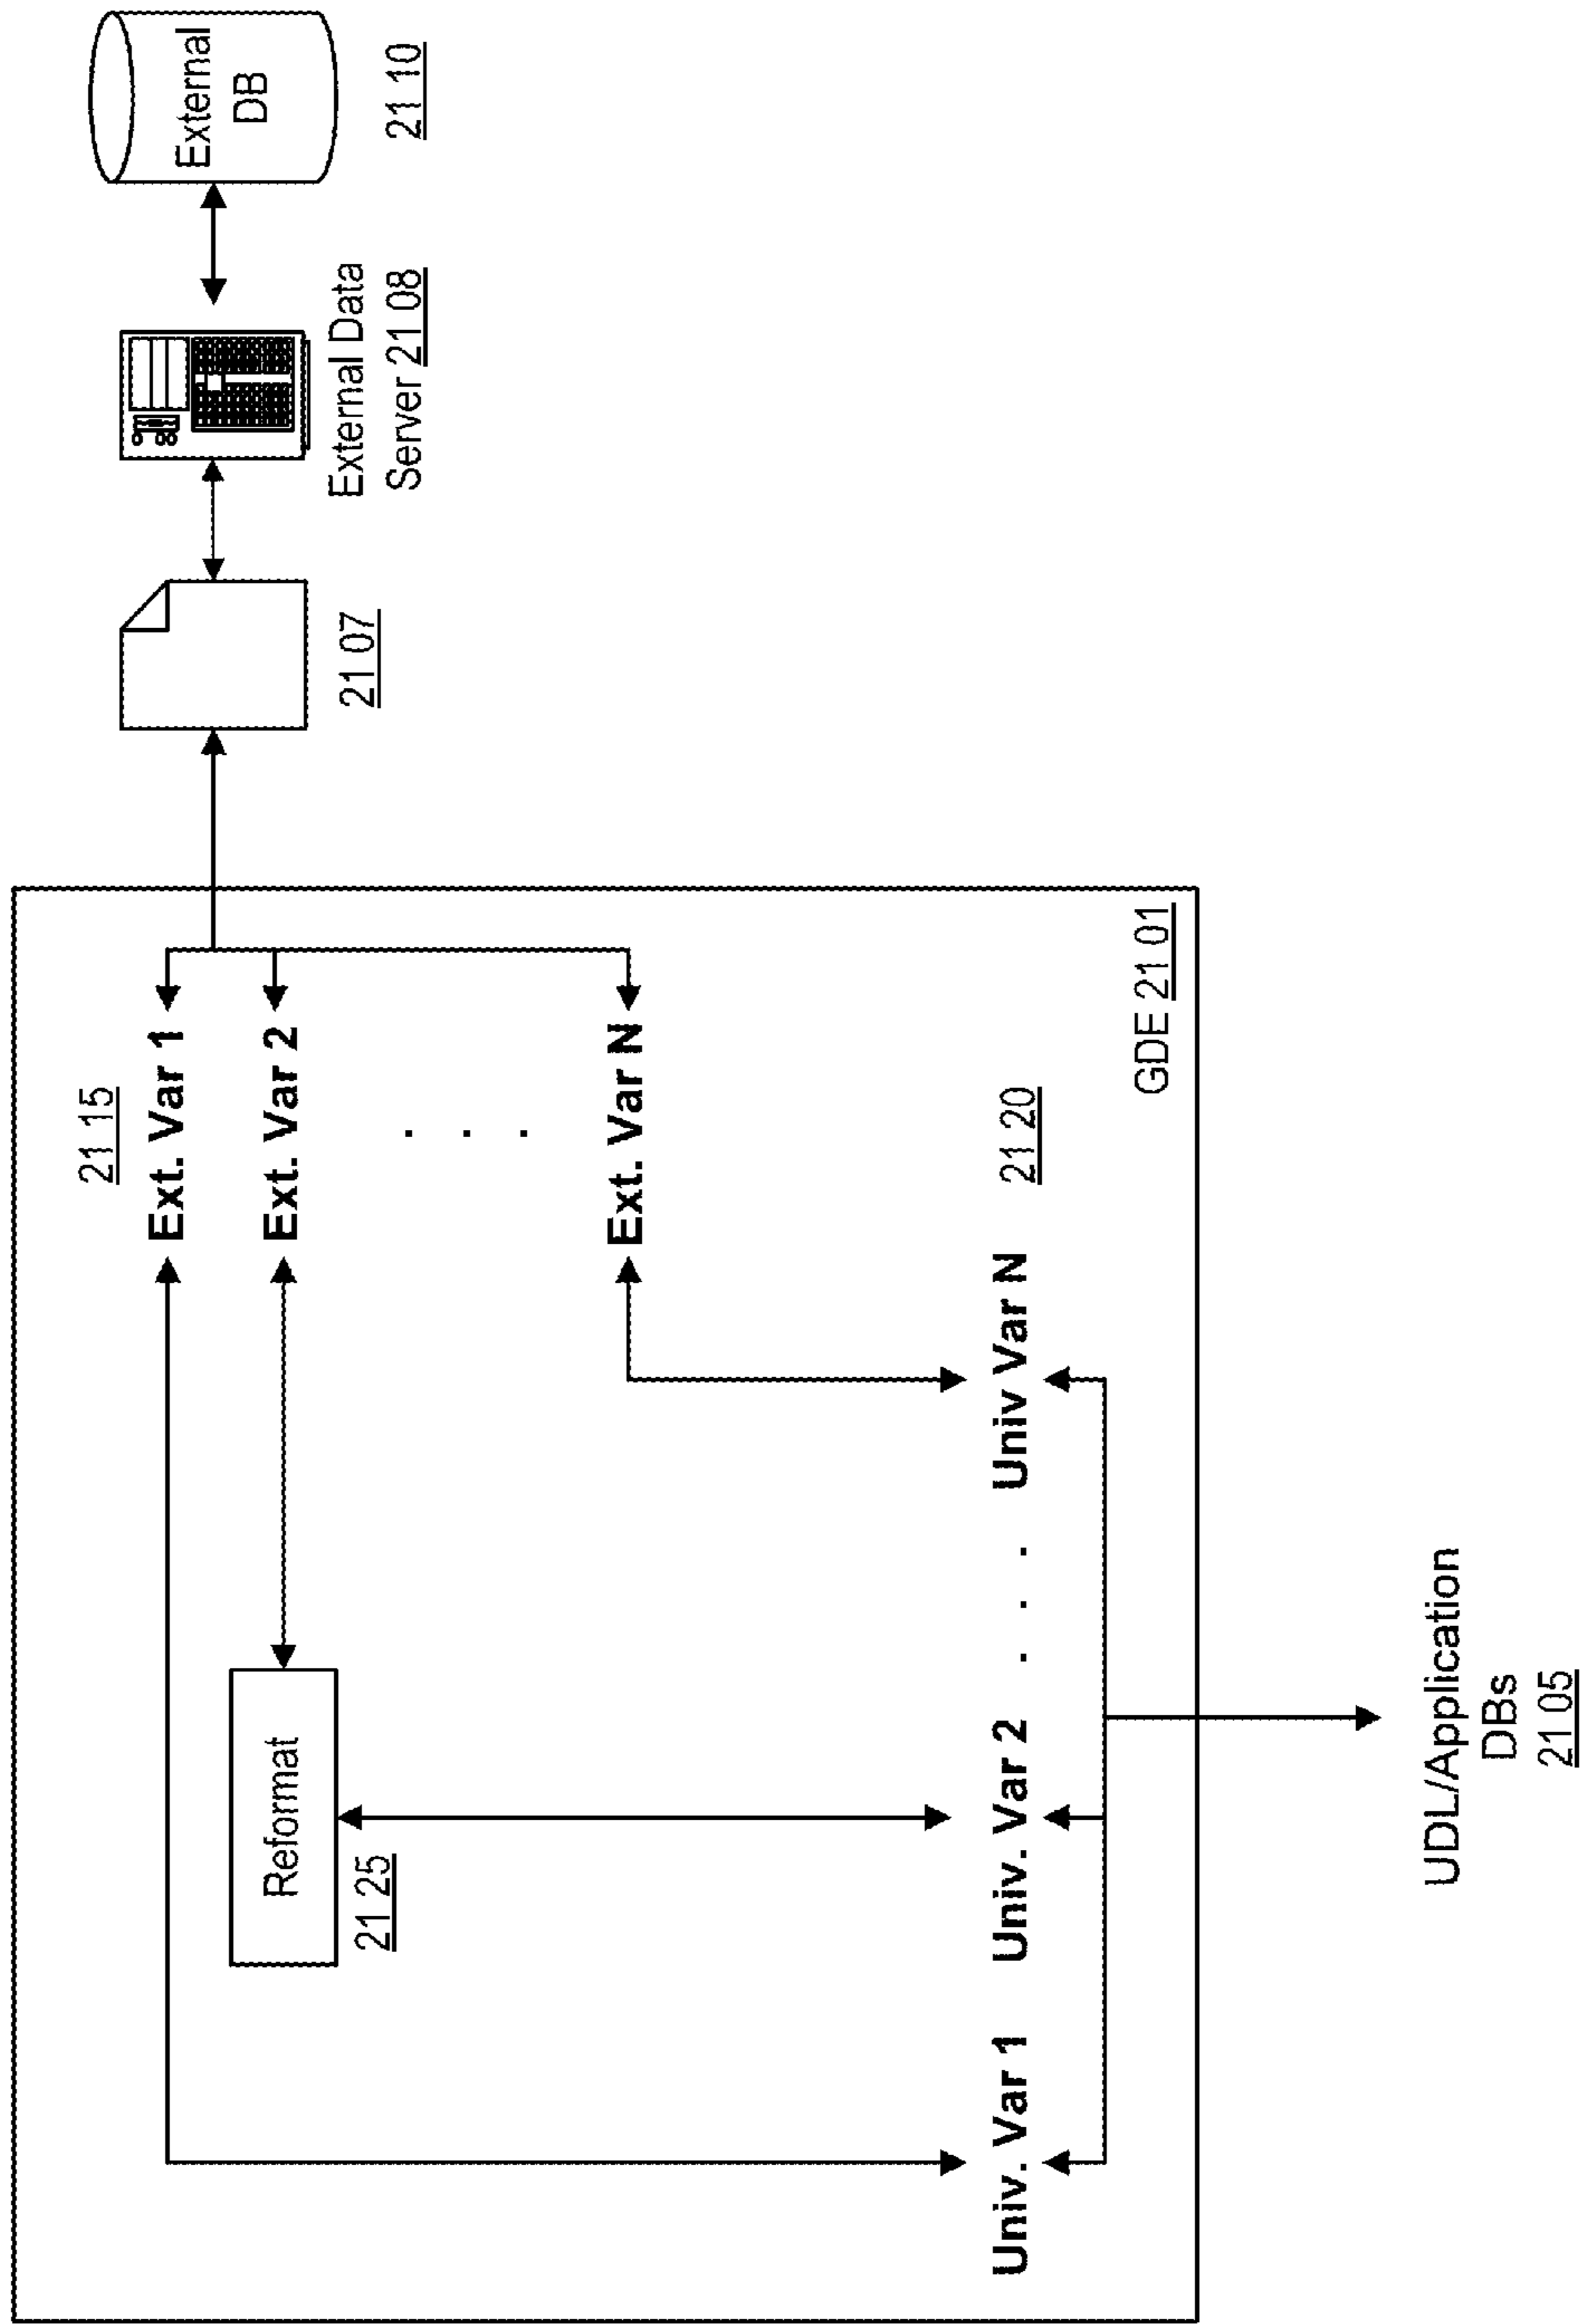 External
DB
21 10
External Data
Server 21 08
21 07
21 15
Ext. Var 1
Ext. Var 2
. . .
Ext. Var N
Reformat
21 25
21 20
Univ. Var 1 Univ. Var 2 . . . Univ Var N
GDE 21 01
UDL/Application
DBs
21 05